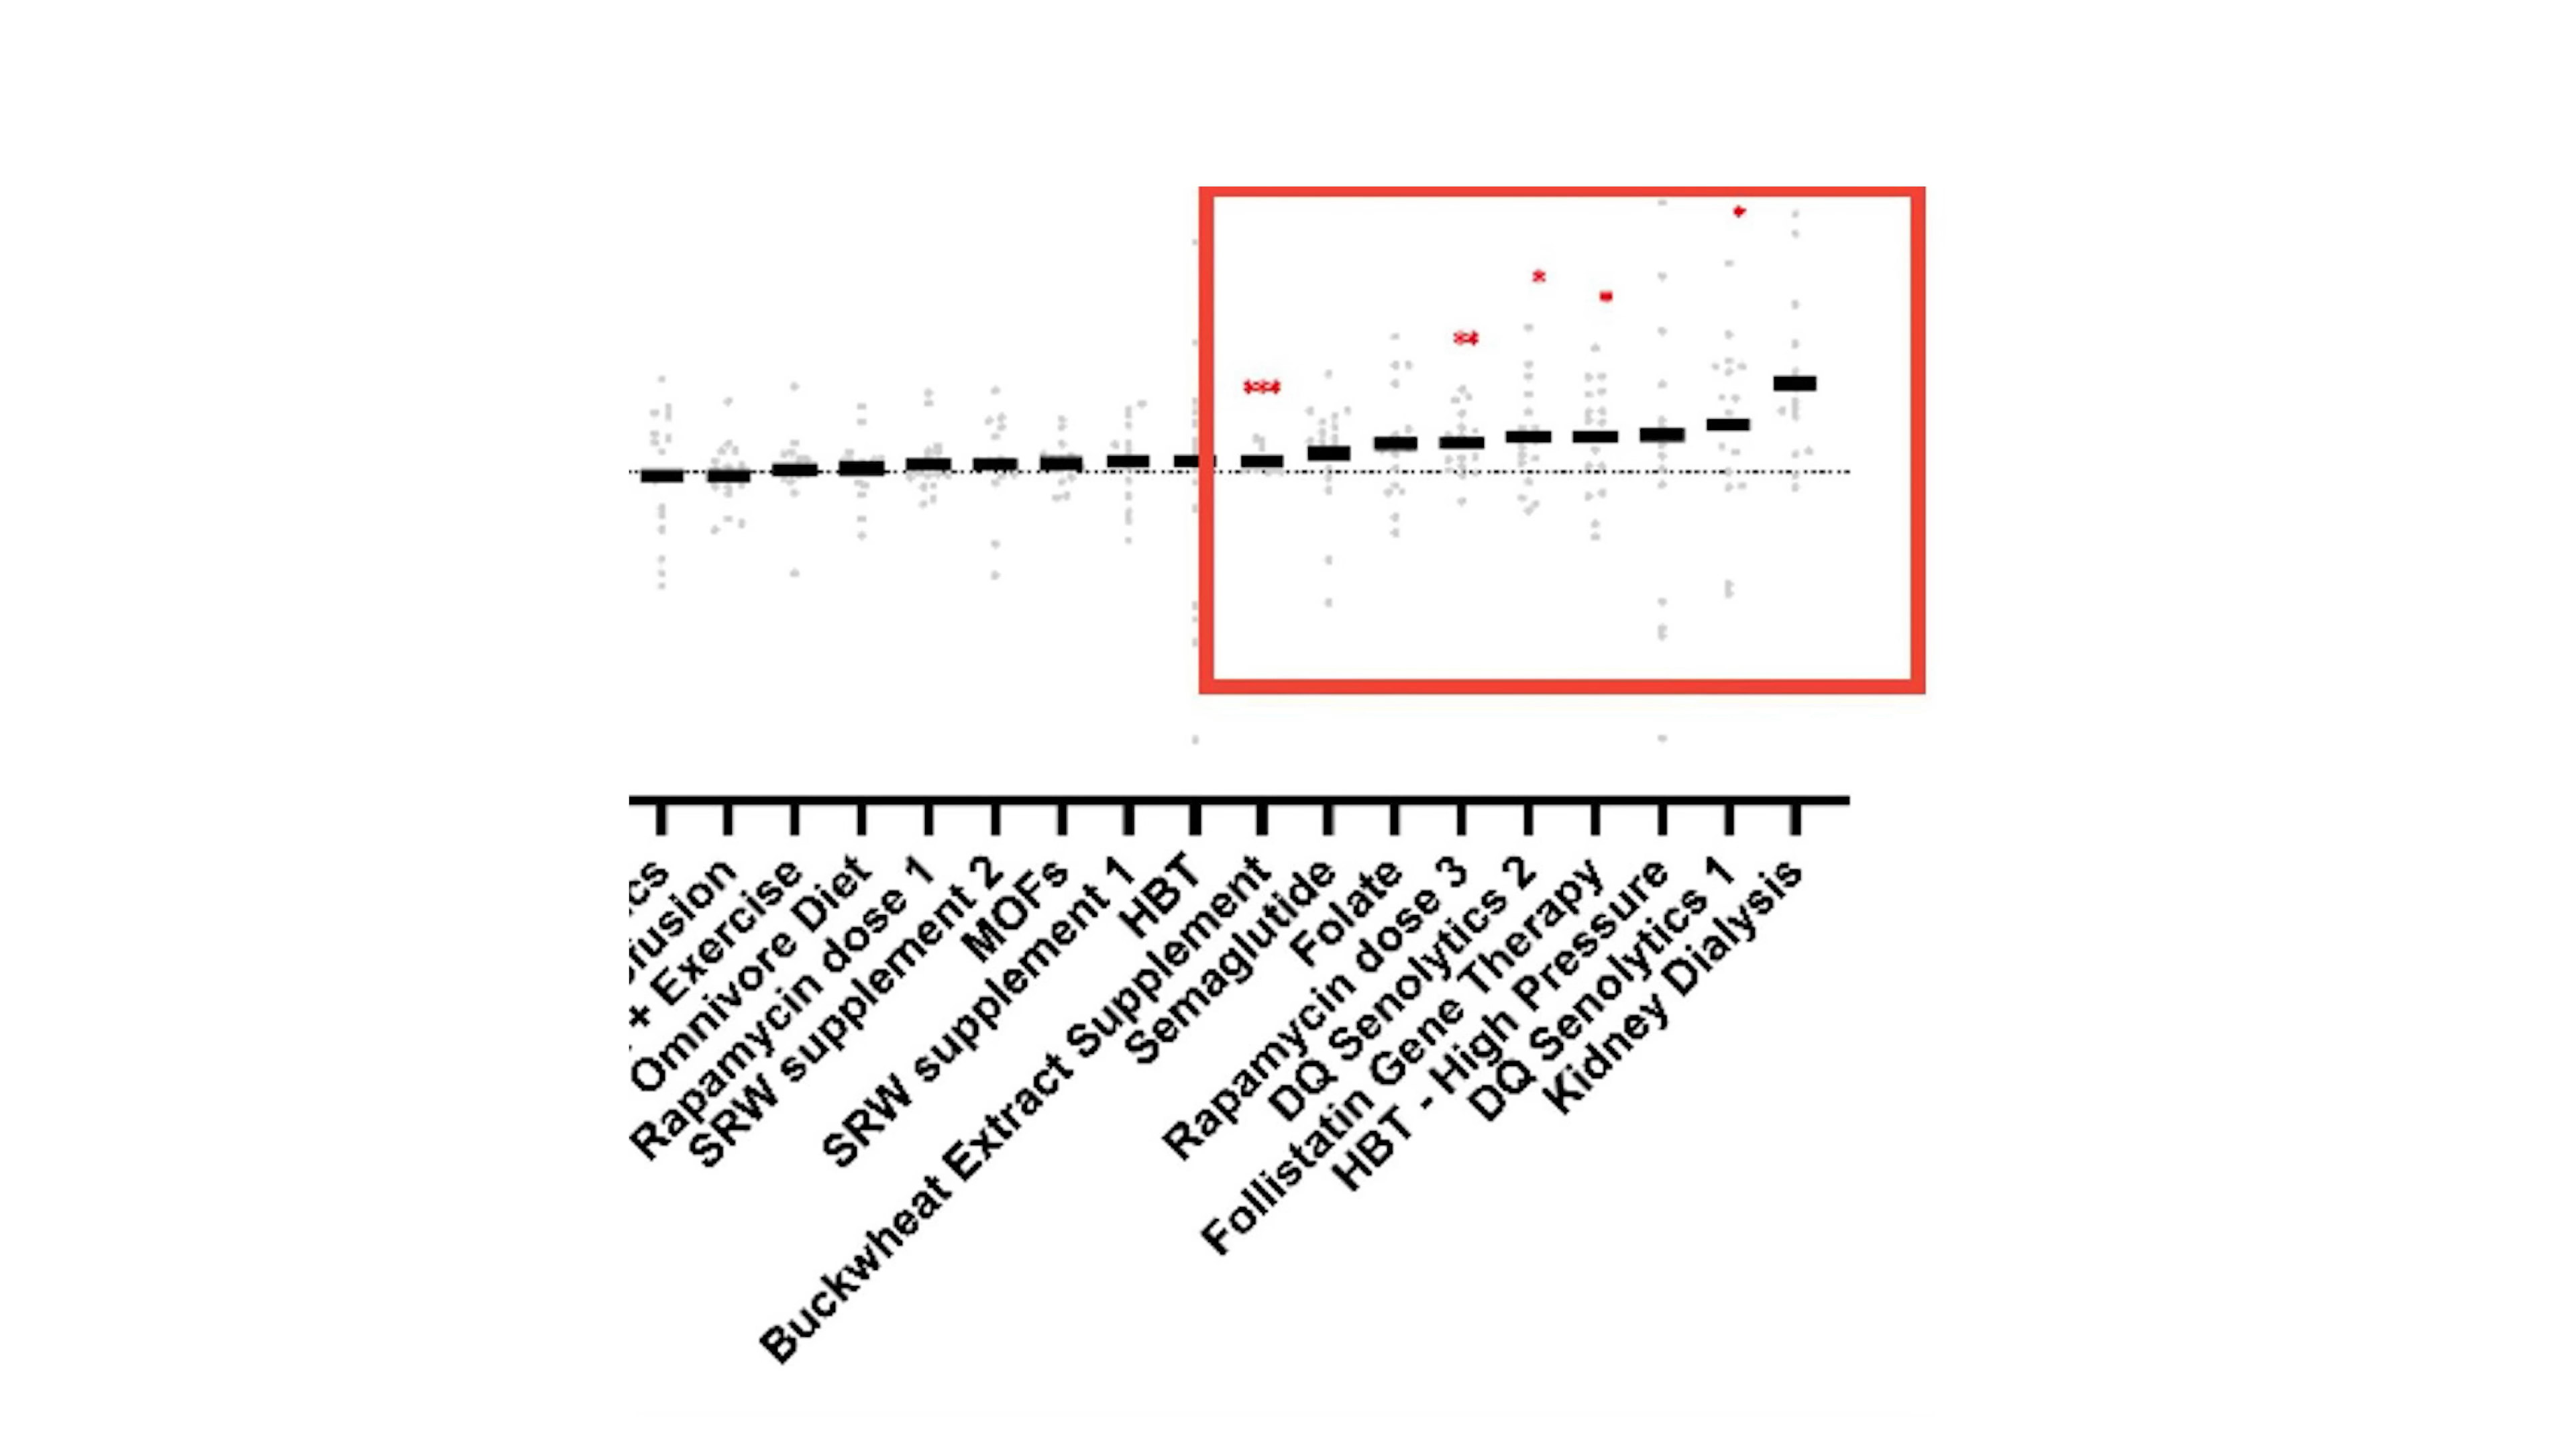 + Exercise
Omnivore Diet
Rapamycin dose 1
SRW supplement 2
MOFs
SRW supplement 1
HBT
Buckwheat Extract Supplement
Semaglutide
Folate
Rapamycin dose 3
DQ Senolytics 2
Follistatin Gene Therapy
HBT - High Pressure
DQ Senolytics 1
Kidney Dialysis